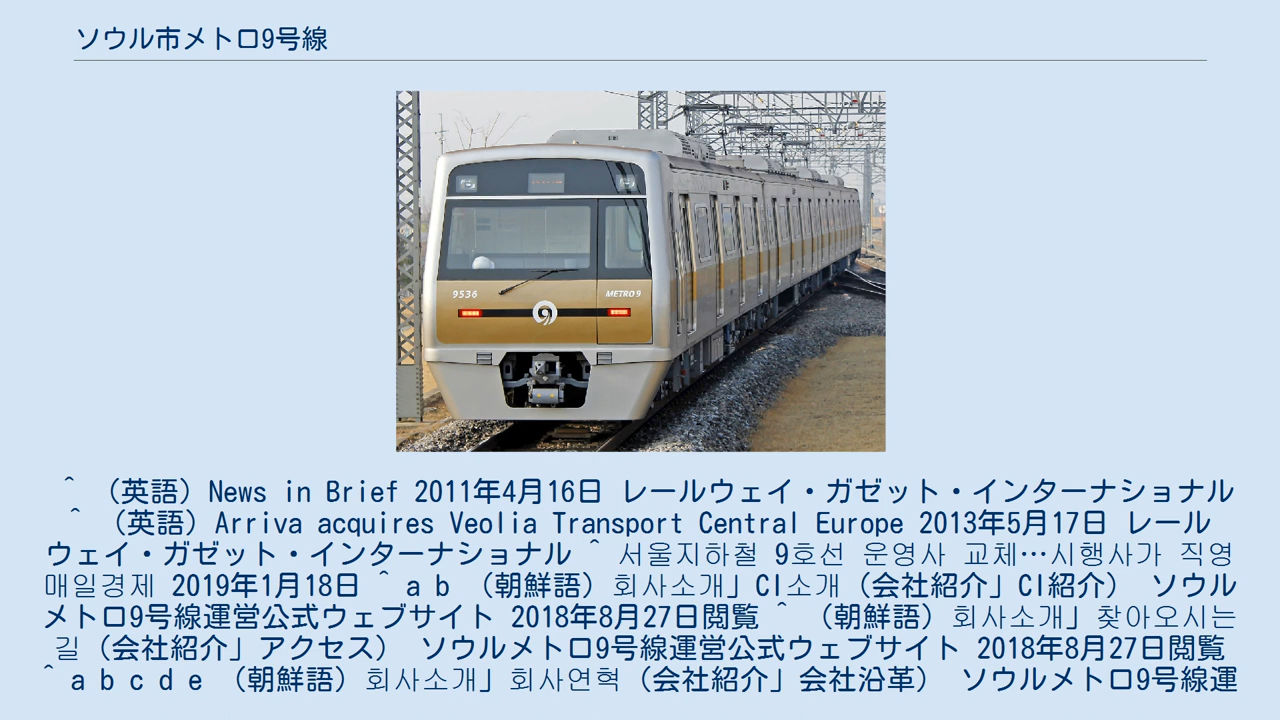 ソウル市メトロ9号線
9536
METRO9
9
^ （英語）News in Brief 2011年4月16日 レールウェイ・ガゼット・インターナショナル
^ （英語）Arriva acquires Veolia Transport Central Europe 2013年5月17日 レール
ウェイ・ガゼット・インターナショナル ^ 서울지하철 9호선 운영사 교체…시행사가 직영
매일경제 2019年1月18日 ^ a b （朝鮮語）회사소개」CI소개（会社紹介」CI紹介） ソウル
メトロ9号線運営公式ウェブサイト 2018年8月27日閲覧 ^ （朝鮮語）회사소개」찾아오시는
길（会社紹介」アクセス） ソウルメトロ9号線運営公式ウェブサイト 2018年8月27日閲覧
^ a b c d e （朝鮮語）회사소개」회사연혁（会社紹介」会社沿革） ソウルメトロ9号線運